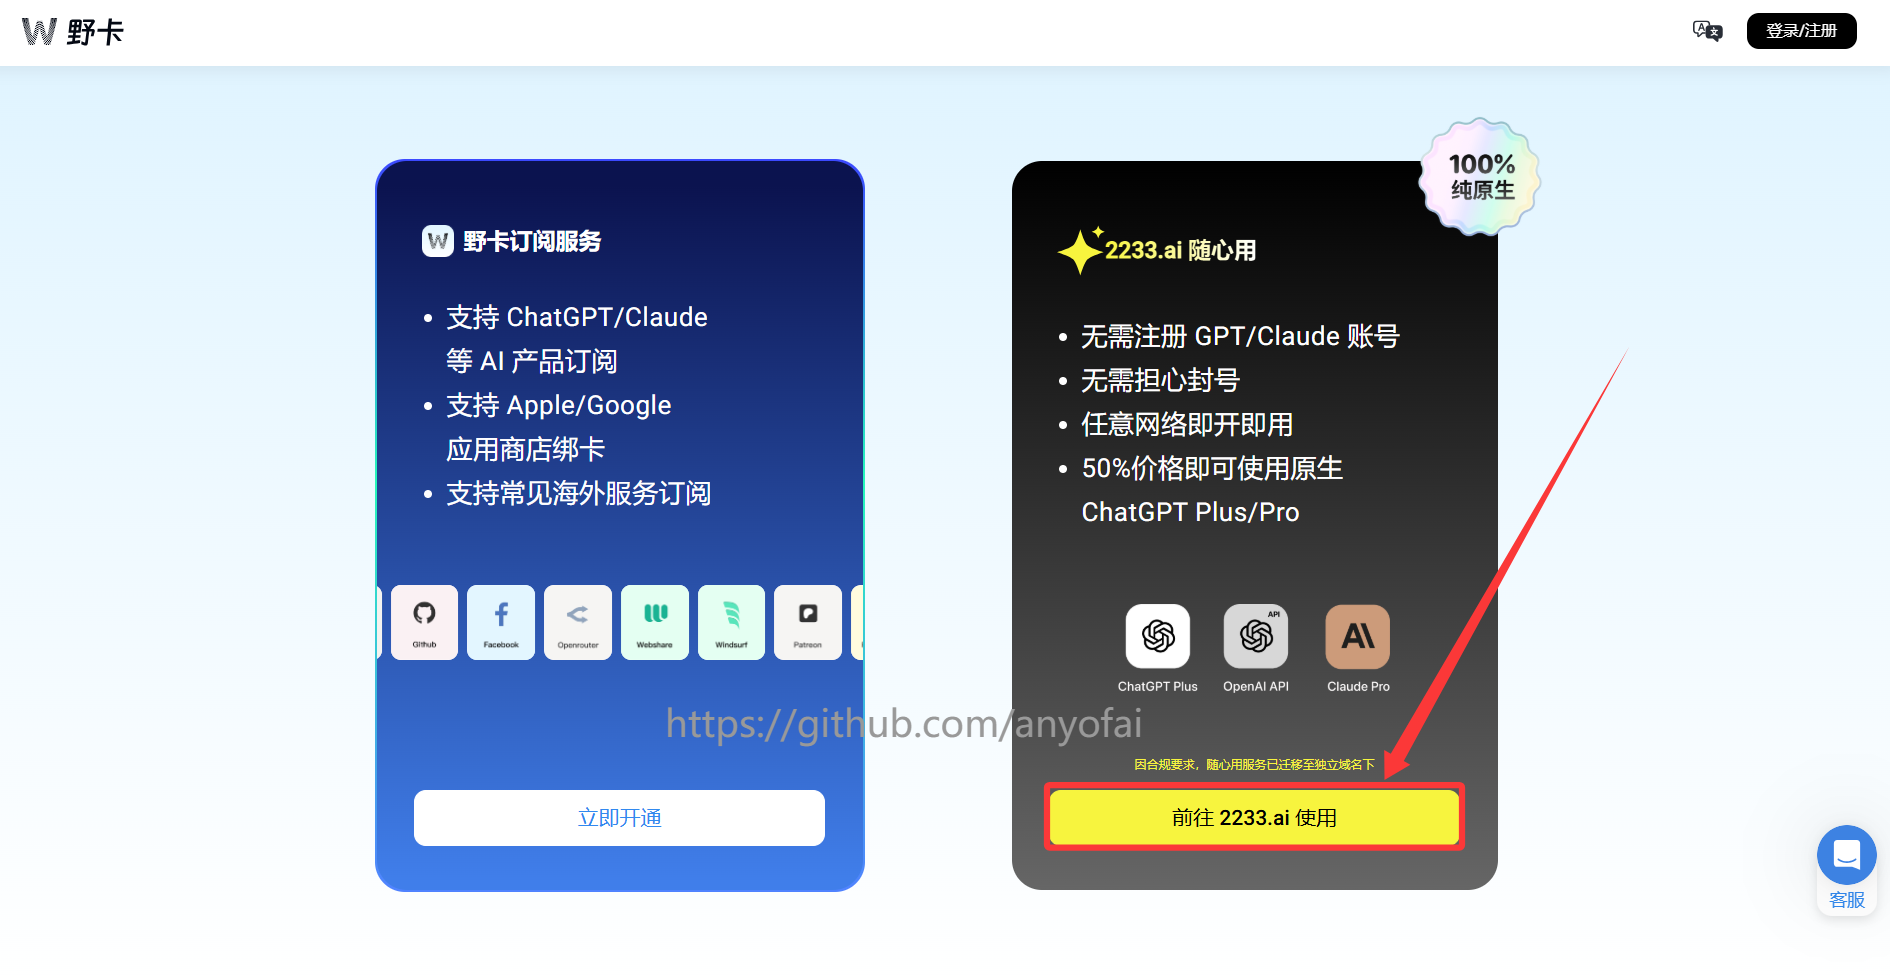 野卡
登录/注册
野卡订阅服务
支持 ChatGPT/Claude
等 AI 产品订阅
支持 Apple/Google
应用商店绑卡
支持常见海外服务订阅
Github
Facebook
Openrouter
Webshare
Windsurf
Patreon
立即开通
100%
纯原生
2233.ai 随心用
无需注册 GPT/Claude 账号
无需担心封号
任意网络即开即用
50%价格即可使用原生
ChatGPT Plus/Pro
API
ChatGPT Plus
OpenAI API
Claude Pro
https://github.com/anyofai
因合规要求，随心用服务已迁移至独立域名下
前往 2233.ai 使用
客服